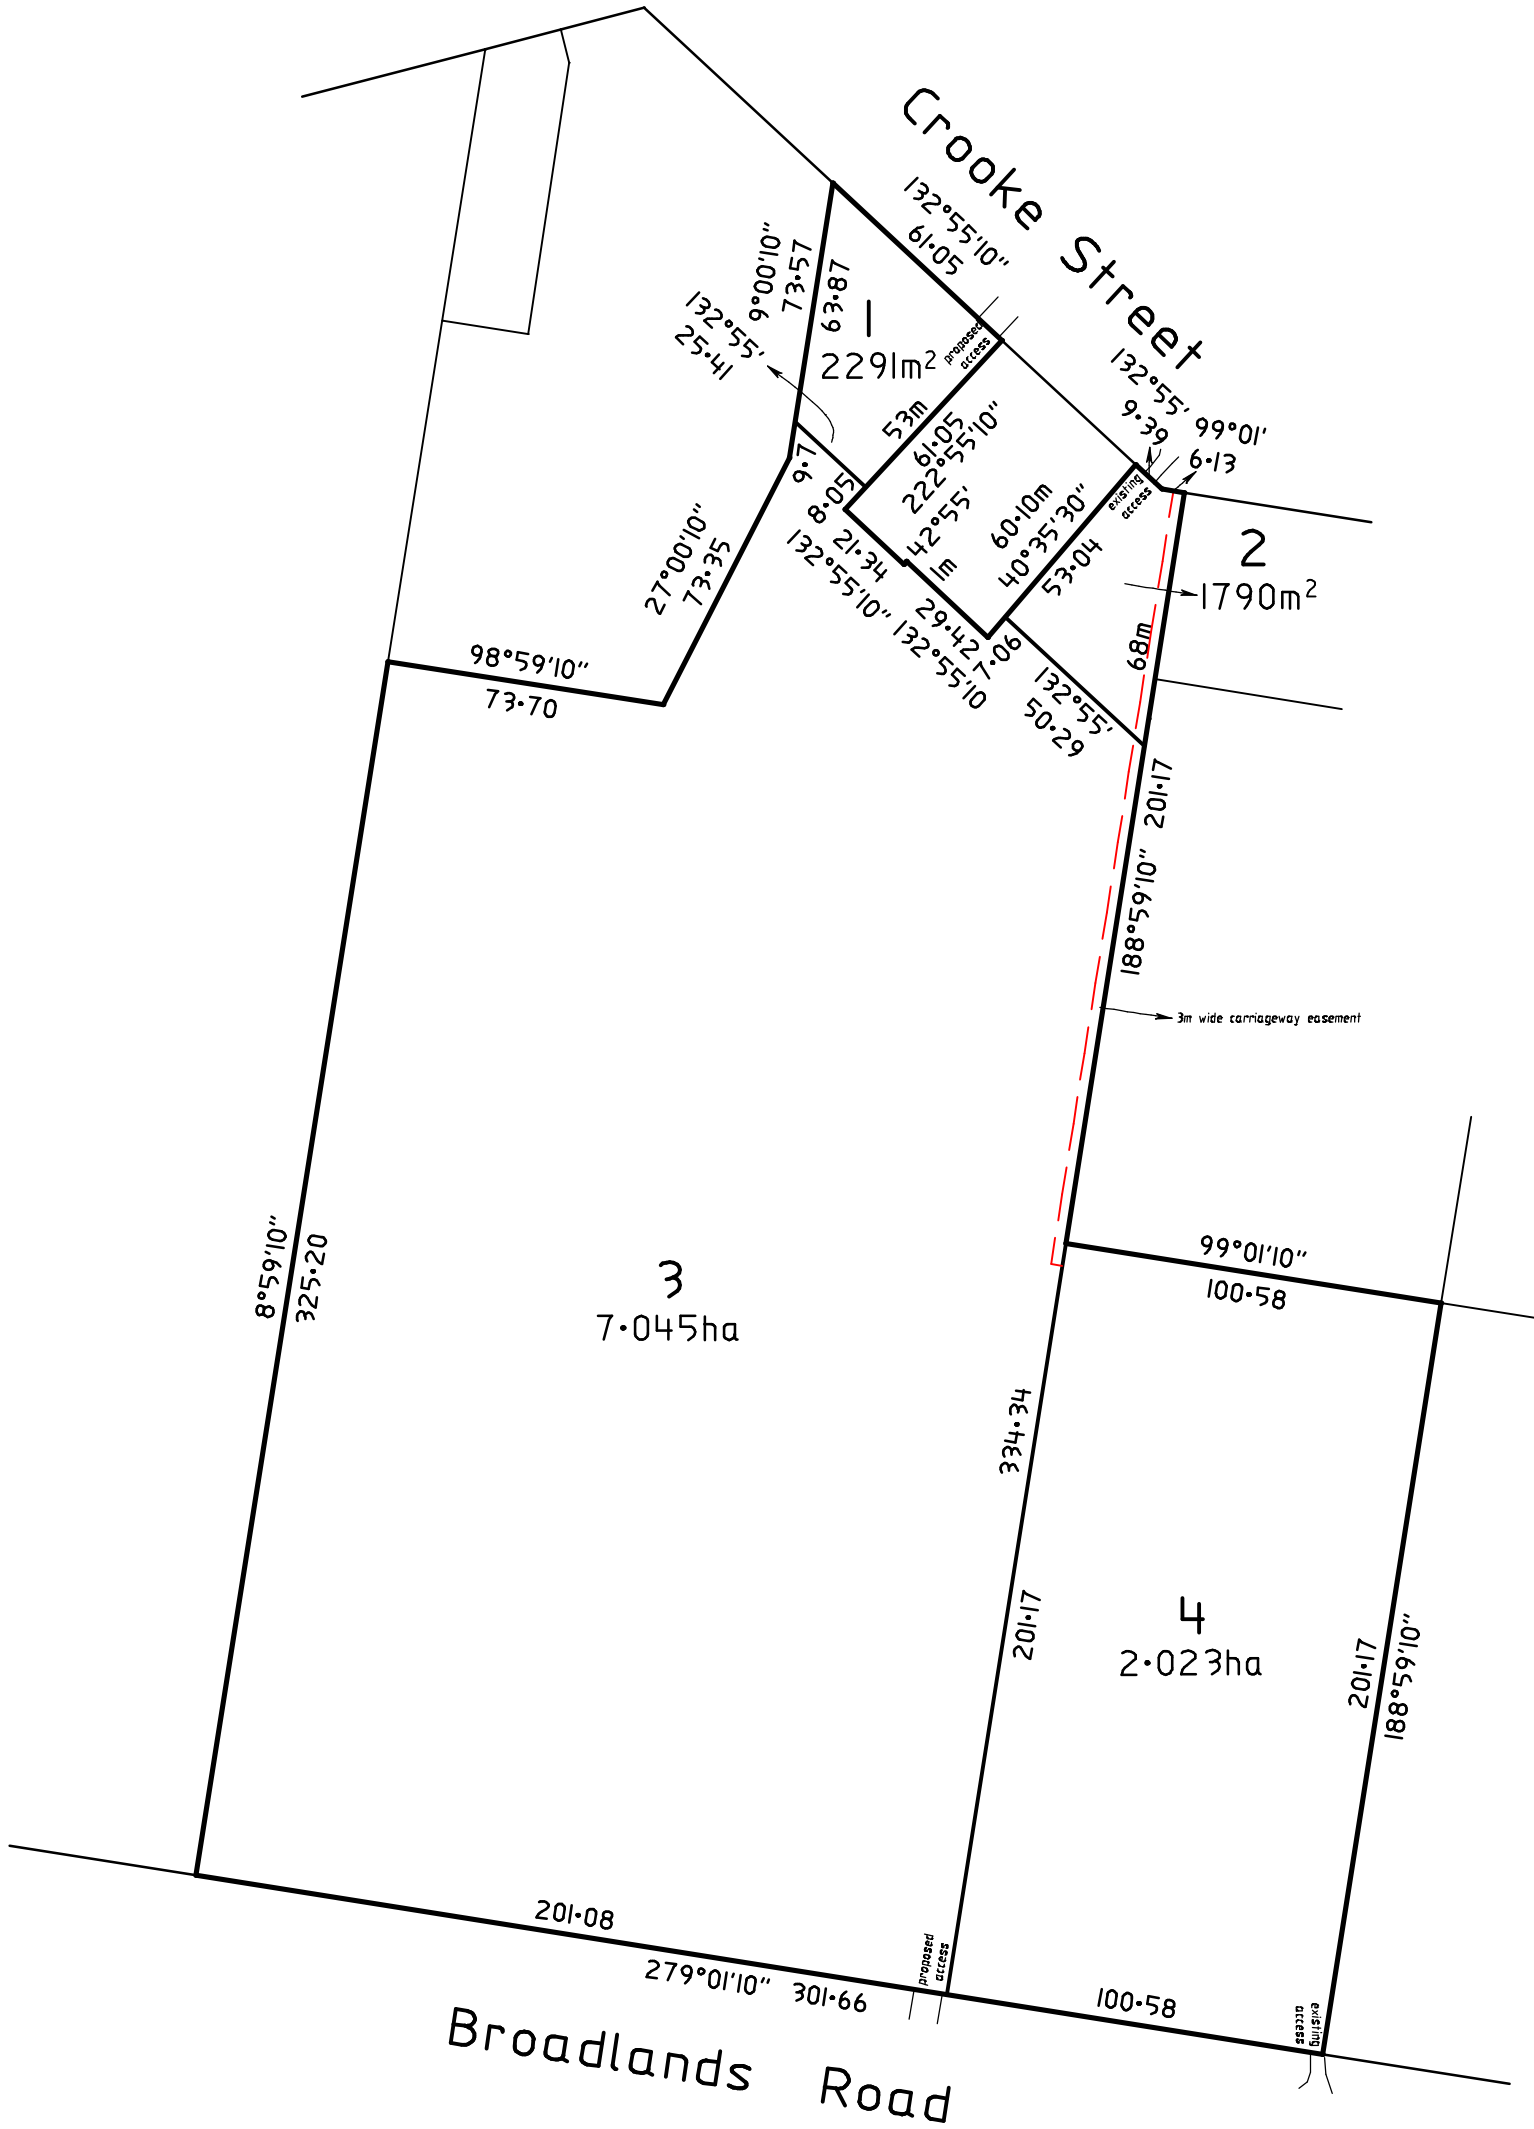 Crooke Street
132°55'10"
61·05
9°00'10"
73·57
63·87
1
2291m²
proposed
access
132°55'
25·41
53m
61·05
222°55'10"
42°55'
1m
60·10m
40°35'30"
53·04
existing
access
132°55'
9·39
99°01'
6·13
2
1790m²
68m
9·7
8·05
21·34
132°55'10"
29·42
132°55'10
7·06
132°55'
50·29
27°00'10"
73·35
98°59'10"
73·70
201·17
188°59'10"
3m wide carriageway easement
8°59'10"
325·20
3
7·045ha
99°01'10"
100·58
334·34
201·17
4
2·023ha
201·17
188°59'10"
201·08
279°01'10" 301·66
proposed
access
100·58
existing
access
Broadlands Road